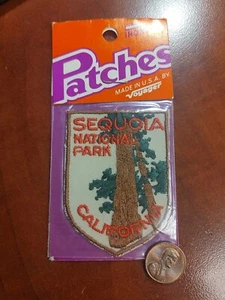 Patches
MADE IN U.S.A. BY
Voyager
SEQUOIA
NATIONAL
PARK
CALIFORNIA